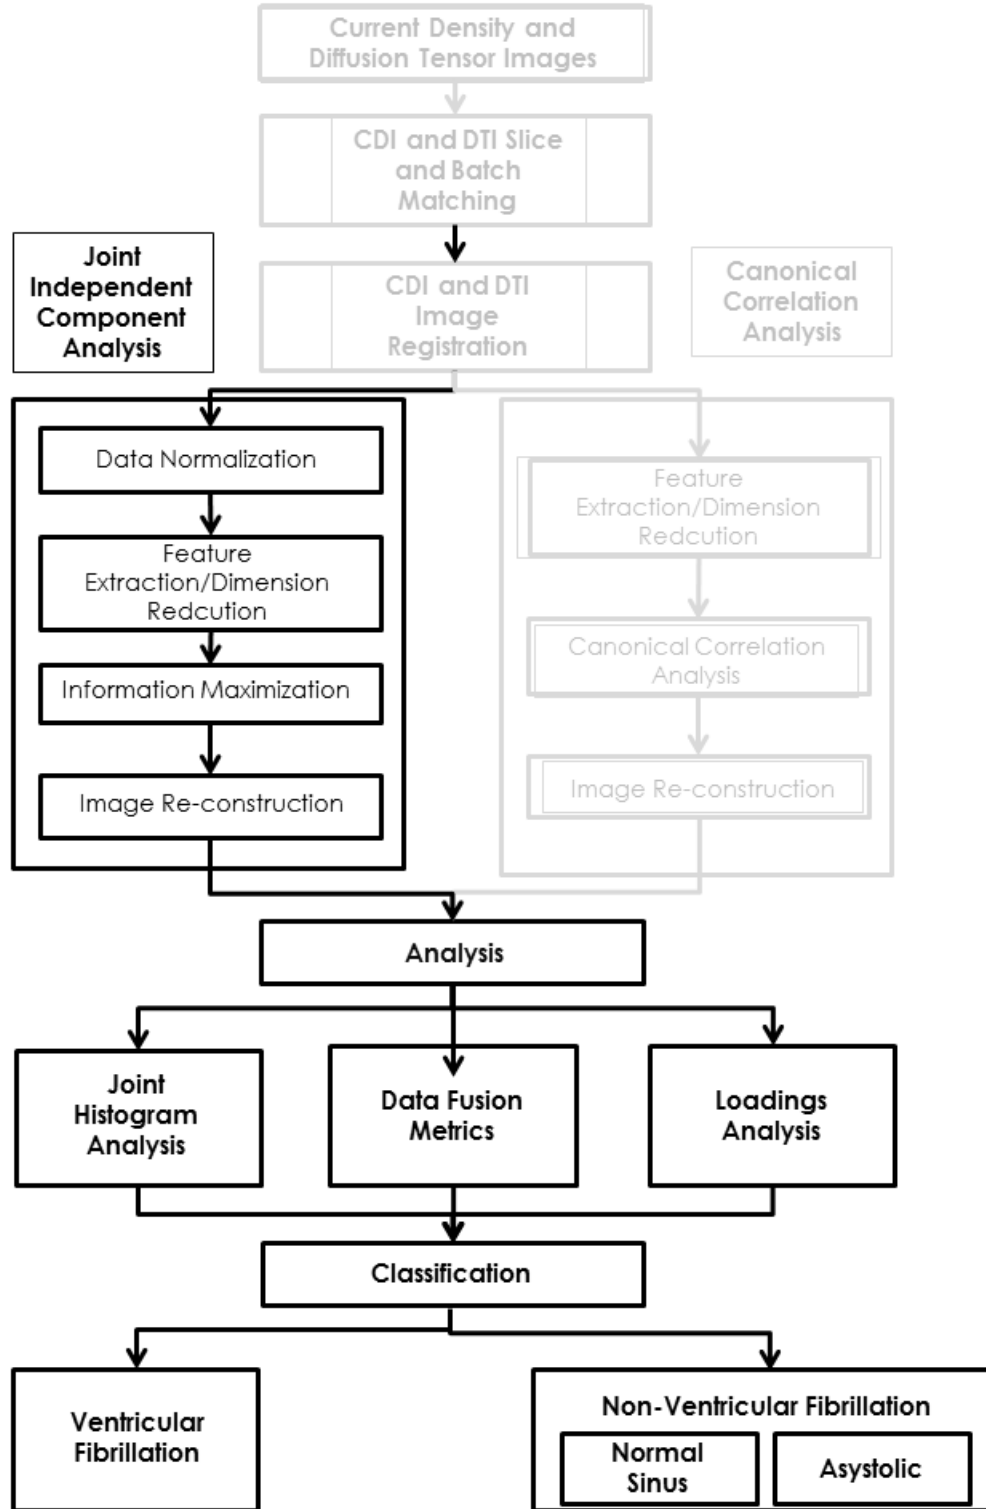 Current Density and
Diffusion Tensor Images
CDI and DTI Slice
and Batch
Matching
Joint
Independent
Component
Analysis
CDI and DTI
Image
Registration
Canonical
Correlation
Analysis
Data Normalization
Feature
Extraction/Dimension
Redcution
Information Maximization
Image Re-construction
Feature
Extraction/Dimension
Redcution
Canonical Correlation
Analysis
Image Re-construction
Analysis
Joint
Histogram
Analysis
Data Fusion
Metrics
Loadings
Analysis
Classification
Ventricular
Fibrillation
Non-Ventricular Fibrillation
Normal
Sinus
Asystolic